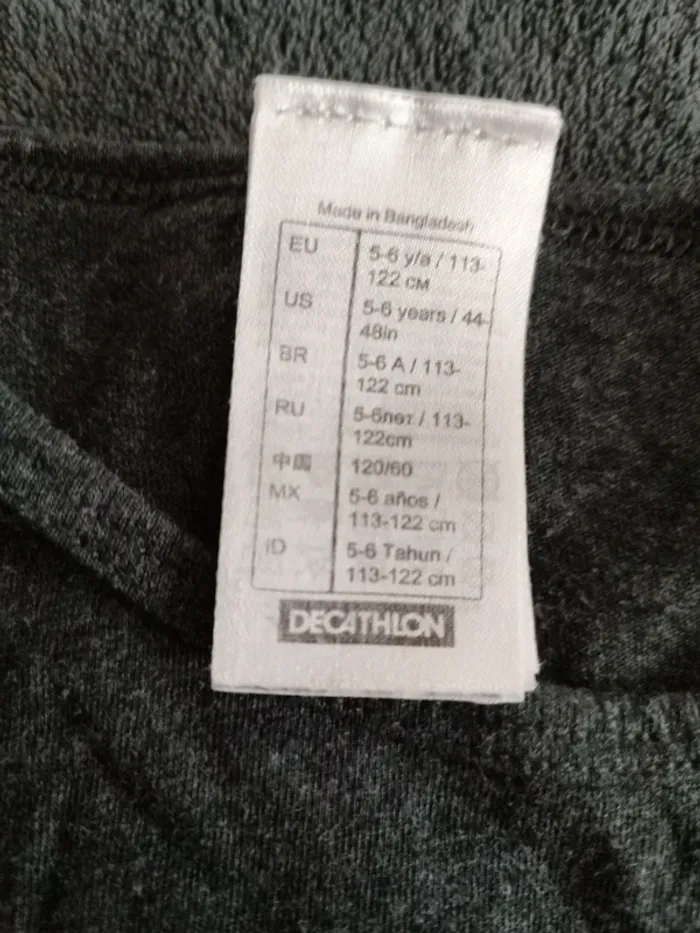 Made in Bangladesh
EU 5-6 y/a / 113-
122 CM
US 5-6 years / 44-
48in
BR 5-6 A / 113-
122 cm
RU 5-6лет / 113-
122cm
中国 120/60
MX 5-6 años /
113-122 cm
ID 5-6 Tahun /
113-122 cm
DECATHLON